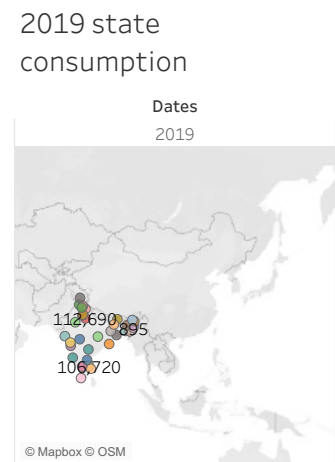 2019 state
consumption
Dates
2019
112,690
895
106,720
© Mapbox © OSM